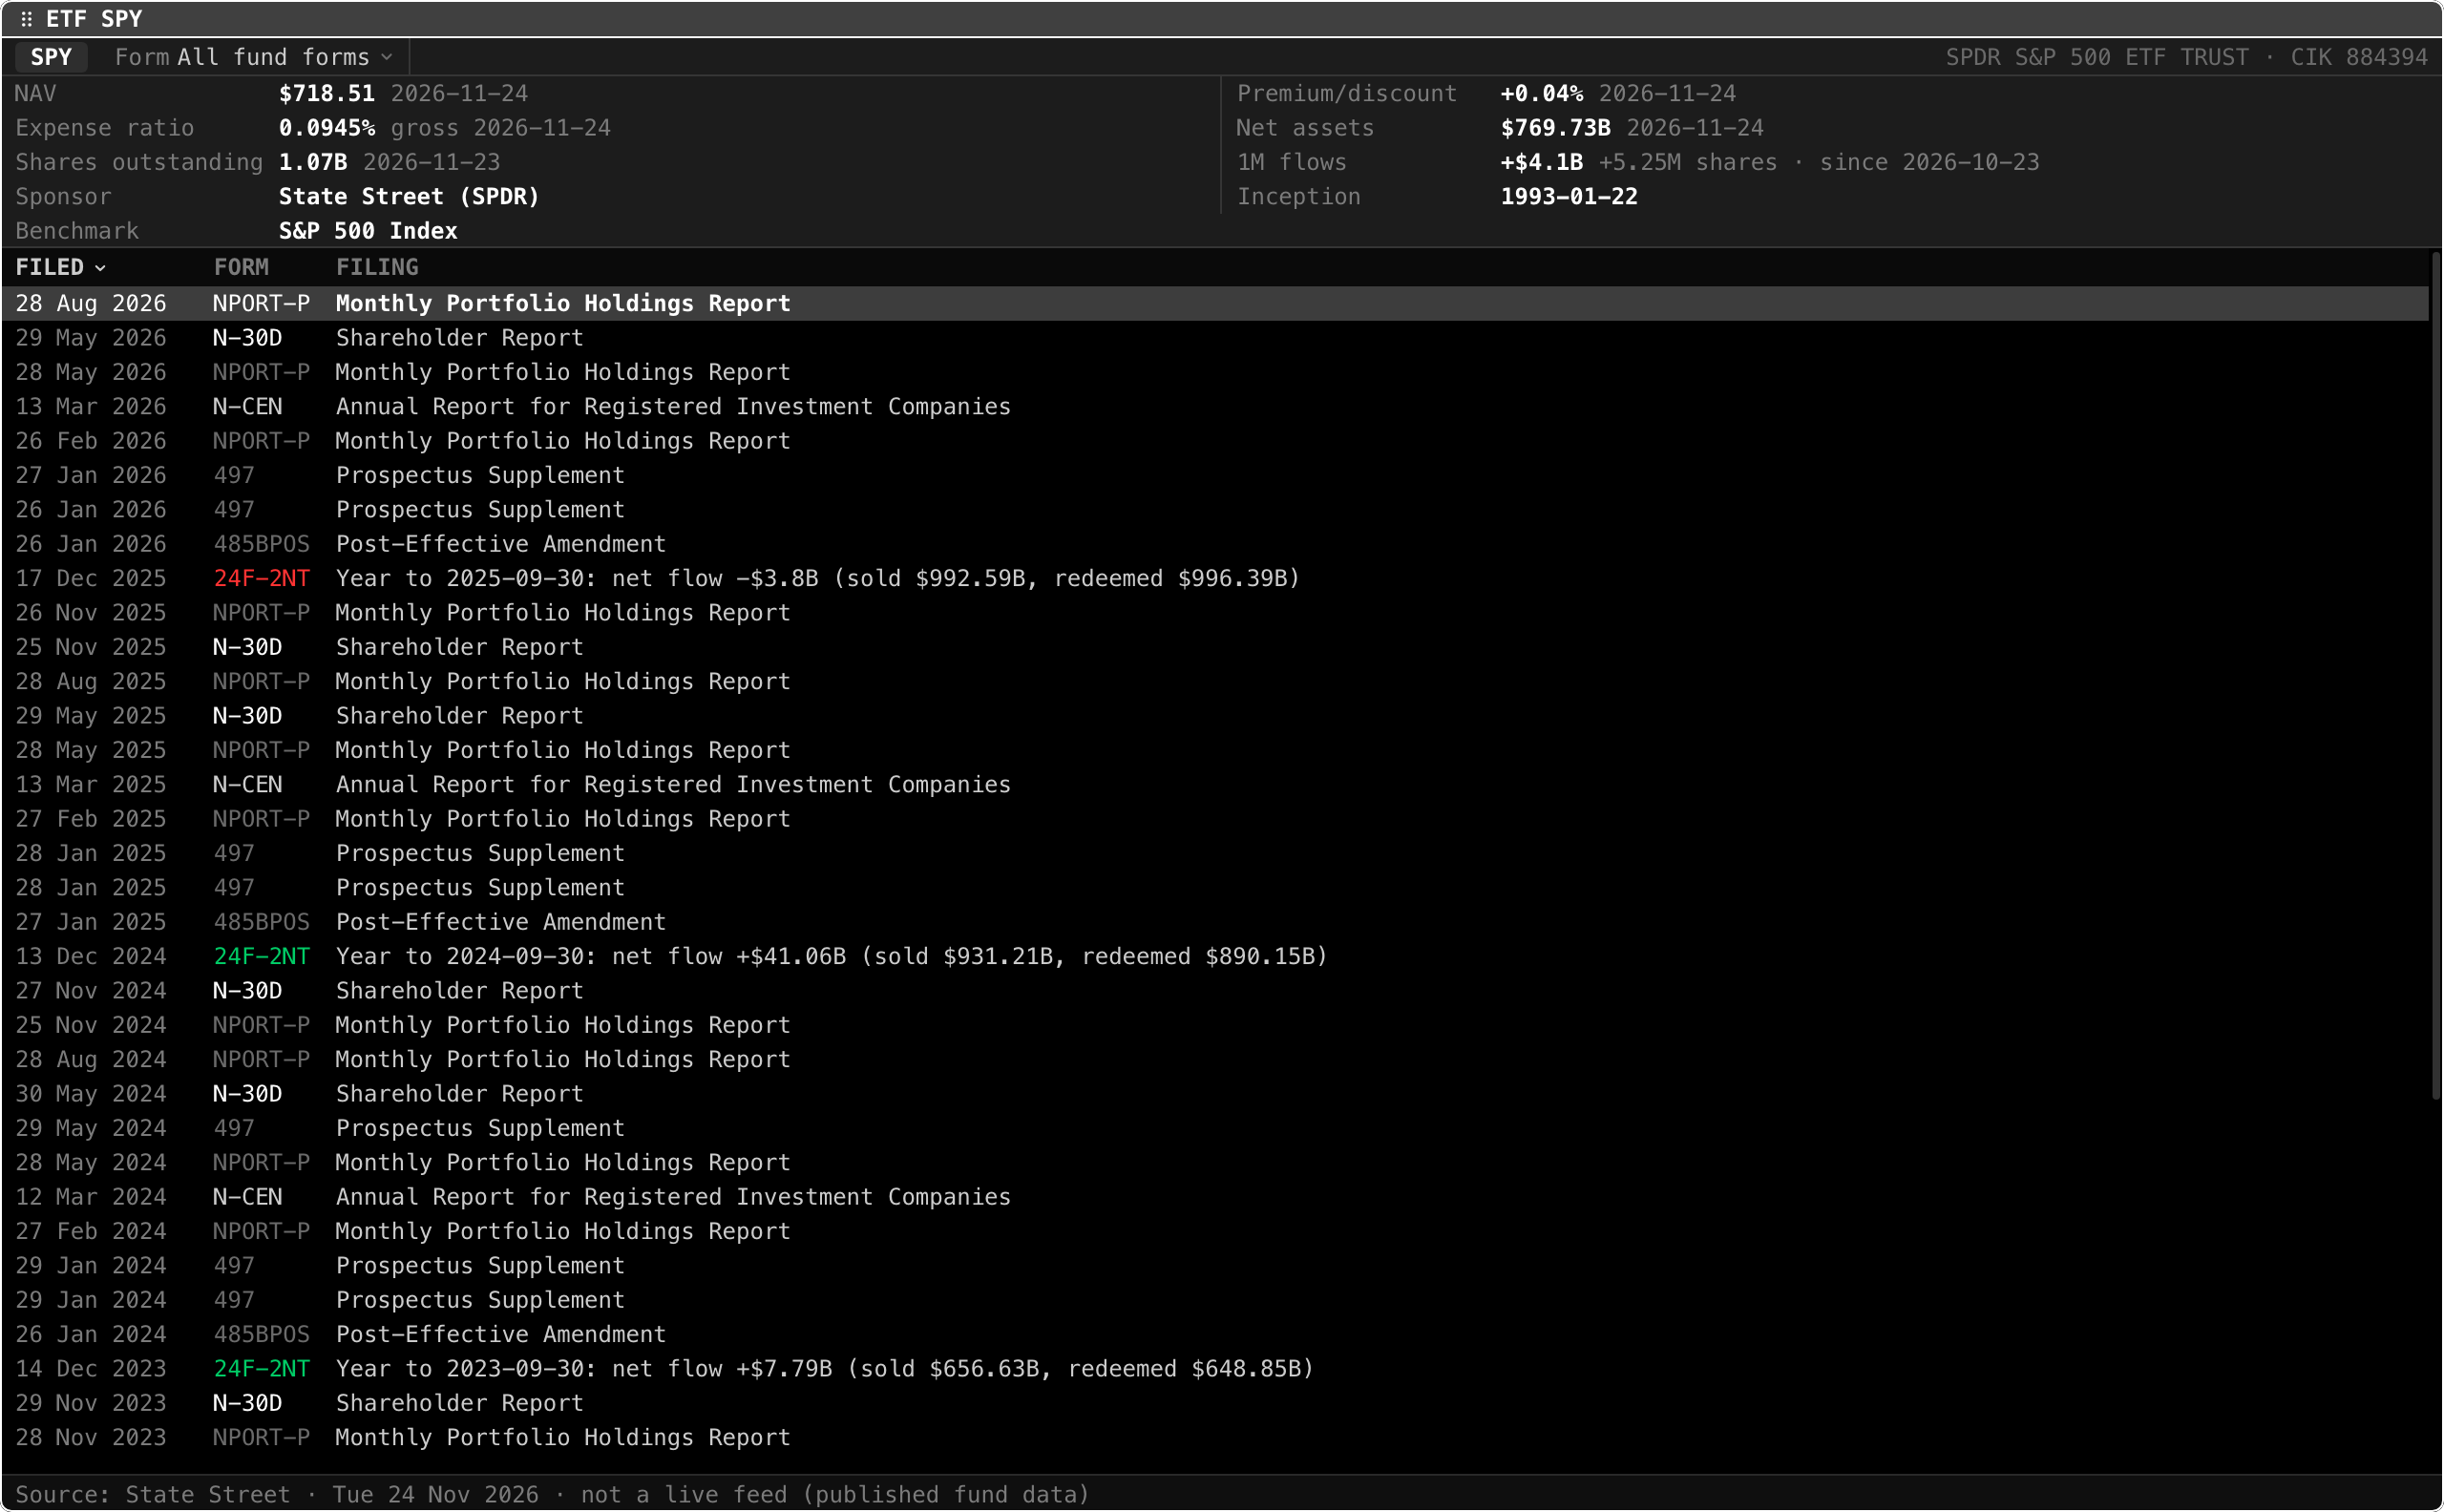 ETF SPY
SPY Form All fund forms SPDR S&P 500 ETF TRUST · CIK 884394
NAV $718.51 2026-11-24 Premium/discount +0.04% 2026-11-24
Expense ratio 0.0945% gross 2026-11-24 Net assets $769.73B 2026-11-24
Shares outstanding 1.07B 2026-11-23 1M flows +$4.1B +5.25M shares · since 2026-10-23
Sponsor State Street (SPDR) Inception 1993-01-22
Benchmark S&P 500 Index
FILED FORM FILING
28 Aug 2026 NPORT-P Monthly Portfolio Holdings Report
29 May 2026 N-30D Shareholder Report
28 May 2026 NPORT-P Monthly Portfolio Holdings Report
13 Mar 2026 N-CEN Annual Report for Registered Investment Companies
26 Feb 2026 NPORT-P Monthly Portfolio Holdings Report
27 Jan 2026 497 Prospectus Supplement
26 Jan 2026 497 Prospectus Supplement
26 Jan 2026 485BPOS Post-Effective Amendment
17 Dec 2025 24F-2NT Year to 2025-09-30: net flow -$3.8B (sold $992.59B, redeemed $996.39B)
26 Nov 2025 NPORT-P Monthly Portfolio Holdings Report
25 Nov 2025 N-30D Shareholder Report
28 Aug 2025 NPORT-P Monthly Portfolio Holdings Report
29 May 2025 N-30D Shareholder Report
28 May 2025 NPORT-P Monthly Portfolio Holdings Report
13 Mar 2025 N-CEN Annual Report for Registered Investment Companies
27 Feb 2025 NPORT-P Monthly Portfolio Holdings Report
28 Jan 2025 497 Prospectus Supplement
28 Jan 2025 497 Prospectus Supplement
27 Jan 2025 485BPOS Post-Effective Amendment
13 Dec 2024 24F-2NT Year to 2024-09-30: net flow +$41.06B (sold $931.21B, redeemed $890.15B)
27 Nov 2024 N-30D Shareholder Report
25 Nov 2024 NPORT-P Monthly Portfolio Holdings Report
28 Aug 2024 NPORT-P Monthly Portfolio Holdings Report
30 May 2024 N-30D Shareholder Report
29 May 2024 497 Prospectus Supplement
28 May 2024 NPORT-P Monthly Portfolio Holdings Report
12 Mar 2024 N-CEN Annual Report for Registered Investment Companies
27 Feb 2024 NPORT-P Monthly Portfolio Holdings Report
29 Jan 2024 497 Prospectus Supplement
29 Jan 2024 497 Prospectus Supplement
26 Jan 2024 485BPOS Post-Effective Amendment
14 Dec 2023 24F-2NT Year to 2023-09-30: net flow +$7.79B (sold $656.63B, redeemed $648.85B)
29 Nov 2023 N-30D Shareholder Report
28 Nov 2023 NPORT-P Monthly Portfolio Holdings Report
Source: State Street · Tue 24 Nov 2026 · not a live feed (published fund data)